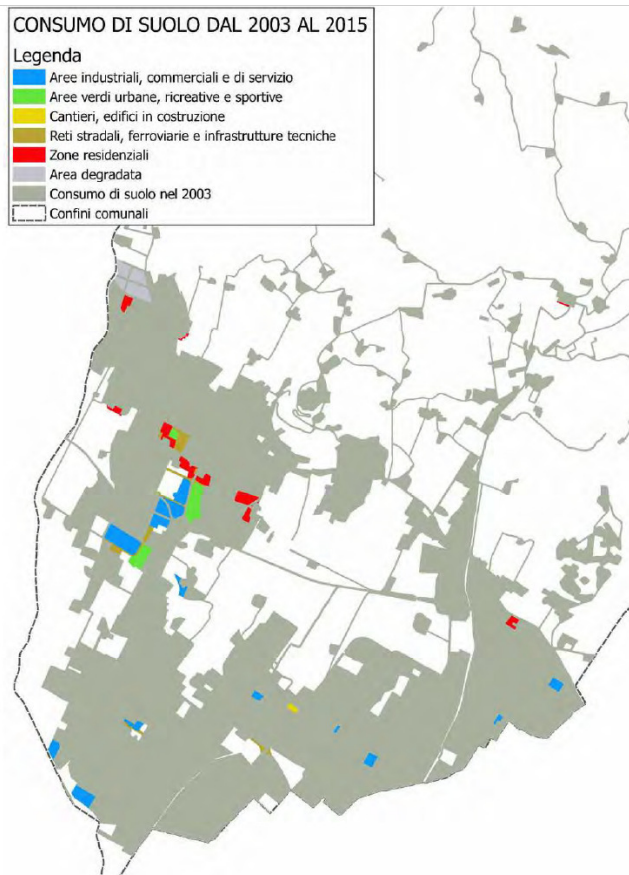 CONSUMO DI SUOLO DAL 2003 AL 2015
Legenda
Aree industriali, commerciali e di servizio
Aree verdi urbane, ricreative e sportive
Cantieri, edifici in costruzione
Reti stradali, ferroviarie e infrastrutture tecniche
Zone residenziali
Area degradata
Consumo di suolo nel 2003
Confini comunali